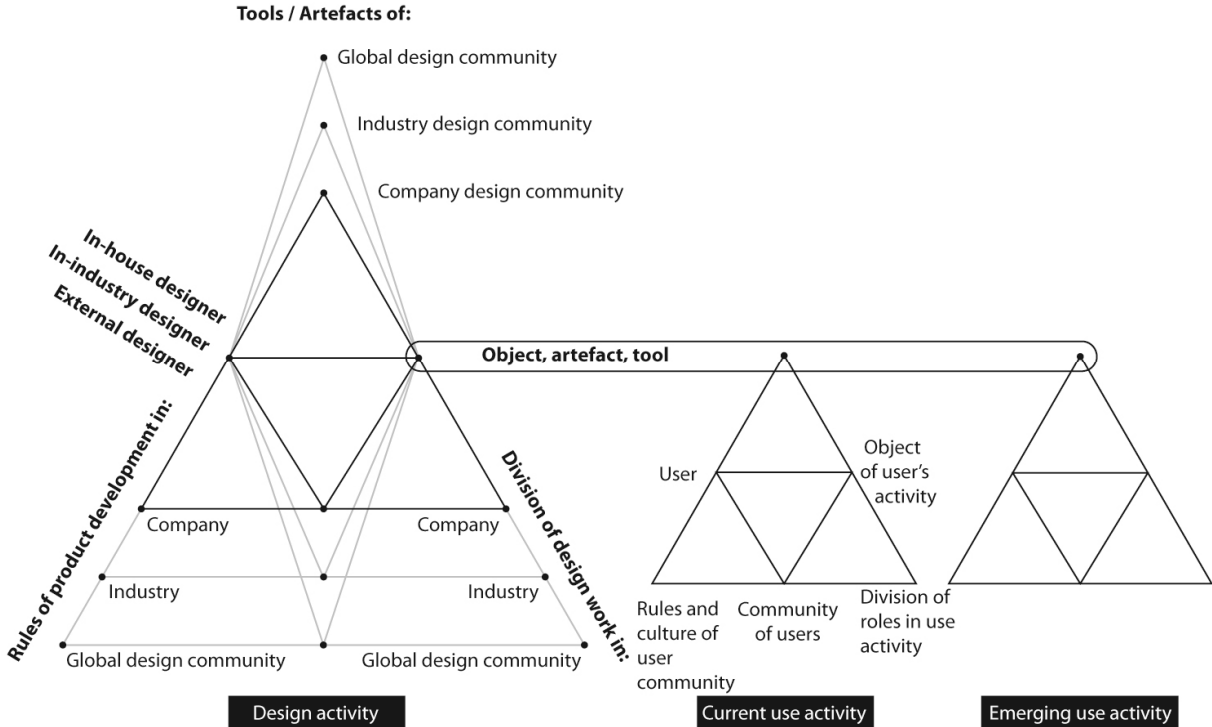 Tools / Artefacts of:
Global design community
Industry design community
Company design community
In-house designer
In-industry designer
External designer
Object, artefact, tool
Rules of product development in:
Division of design work in:
Company
Company
Industry
Industry
Global design community
Global design community
User
Object
of user's
activity
Rules and
culture of
user
community
Community
of users
Division of
roles in use
activity
Design activity
Current use activity
Emerging use activity